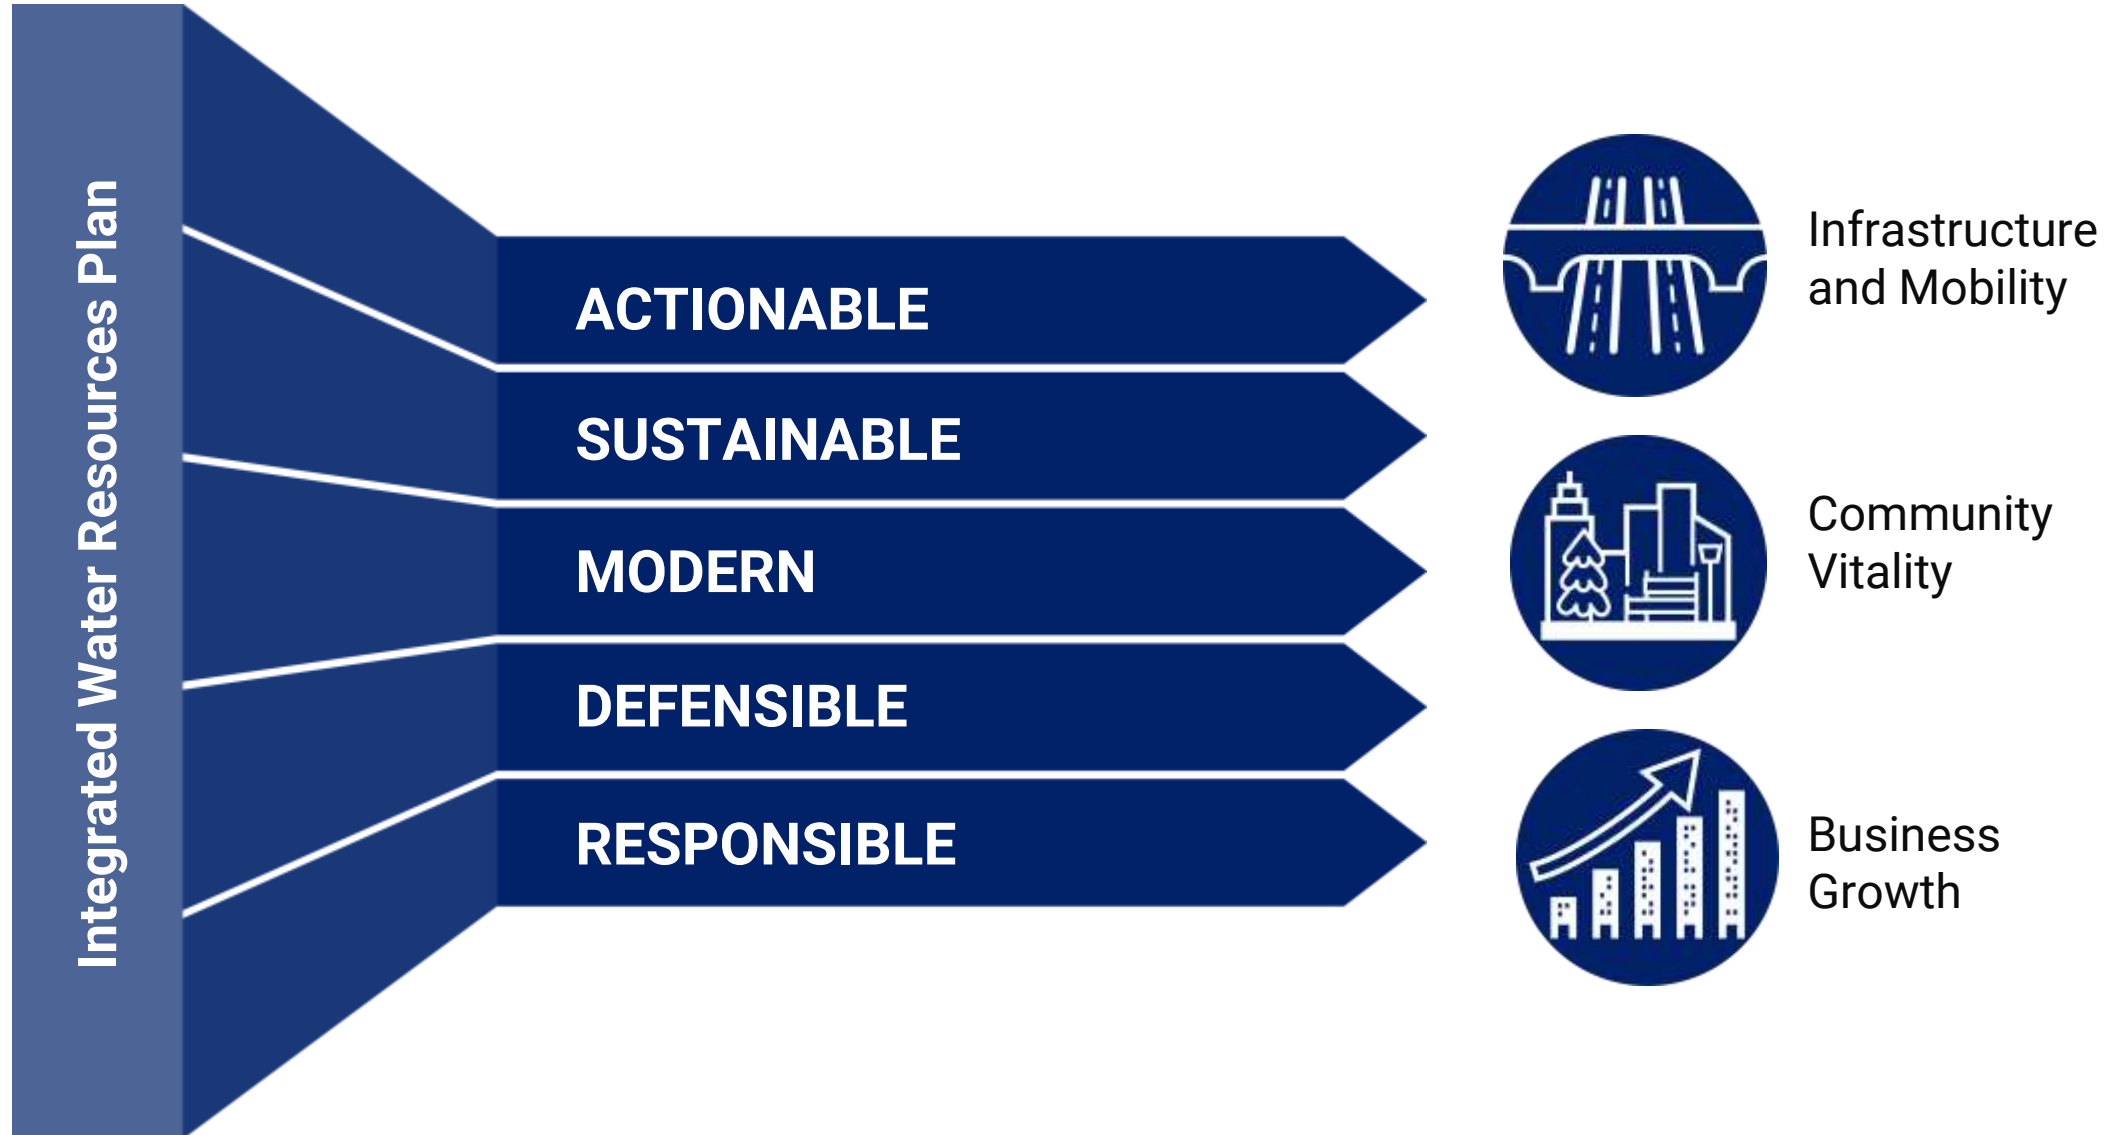 Integrated Water Resources Plan
ACTIONABLE
SUSTAINABLE
MODERN
DEFENSIBLE
RESPONSIBLE
Infrastructure
and Mobility
Community
Vitality
Business
Growth